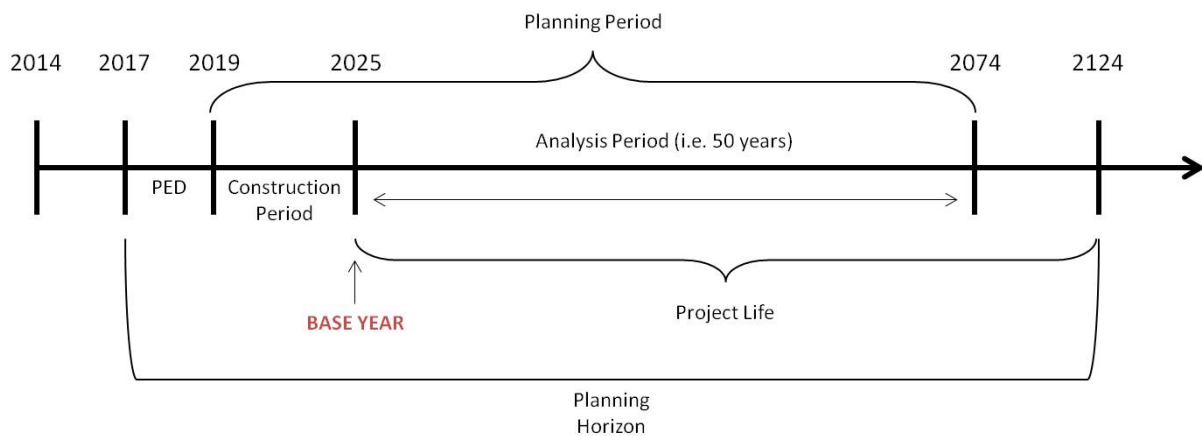 Planning Period
2014
2017
2019
2025
2074
2124
Analysis Period (i.e. 50 years)
PED
Construction
Period
BASE YEAR
Project Life
Planning
Horizon